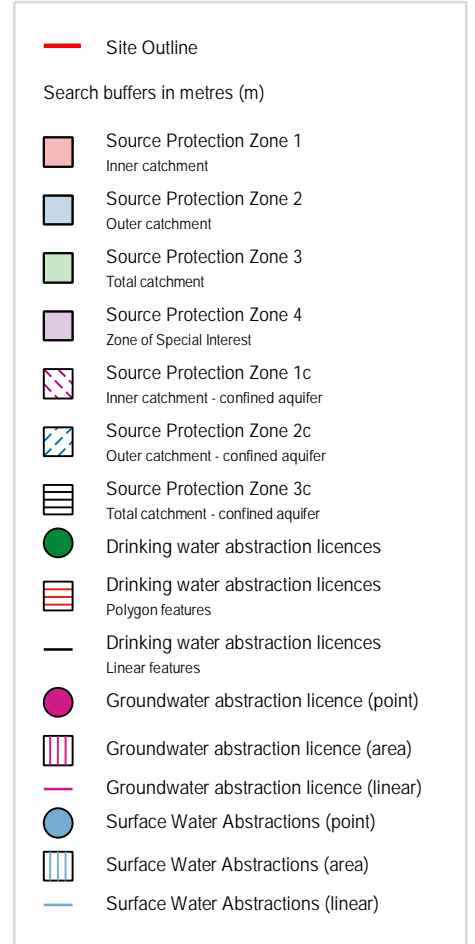 Site Outline
Search buffers in metres (m)
Source Protection Zone 1
Inner catchment
Source Protection Zone 2
Outer catchment
Source Protection Zone 3
Total catchment
Source Protection Zone 4
Zone of Special Interest
Source Protection Zone 1c
Inner catchment - confined aquifer
Source Protection Zone 2c
Outer catchment - confined aquifer
Source Protection Zone 3c
Total catchment - confined aquifer
Drinking water abstraction licences
Drinking water abstraction licences
Polygon features
Drinking water abstraction licences
Linear features
Groundwater abstraction licence (point)
Groundwater abstraction licence (area)
Groundwater abstraction licence (linear)
Surface Water Abstractions (point)
Surface Water Abstractions (area)
Surface Water Abstractions (linear)